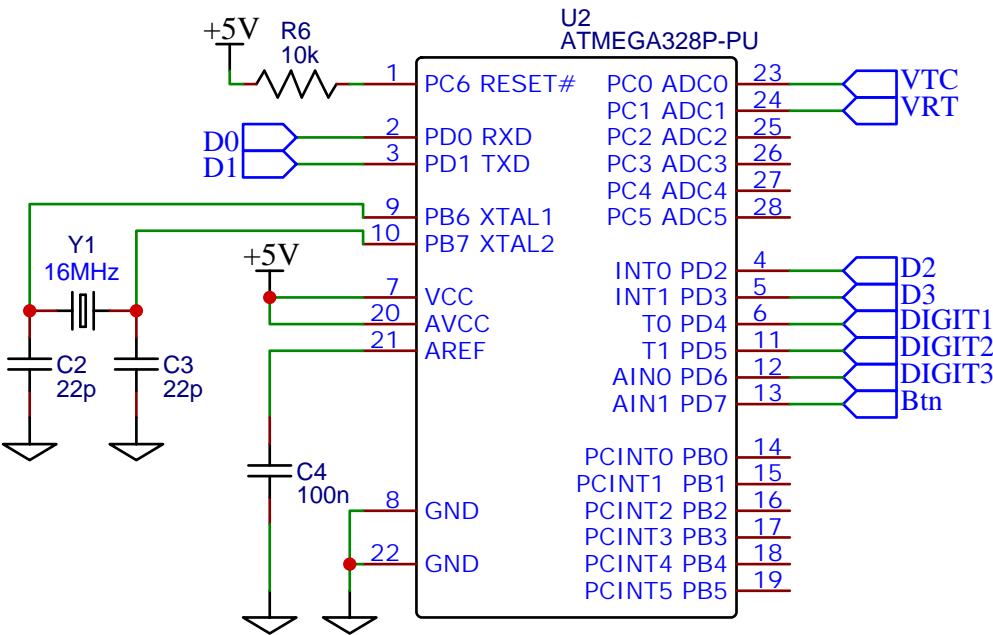 U2
ATMEGA328P-PU
+5V
R6
10k
1
PC6 RESET#
D0
2
PD0 RXD
D1
3
PD1 TXD
9
PB6 XTAL1
10
PB7 XTAL2
Y1
16MHz
+5V
7
VCC
20
AVCC
21
AREF
C2
22p
C3
22p
C4
100n
8
GND
22
GND
PC0 ADC0
23
VTC
PC1 ADC1
24
VRT
PC2 ADC2
25
PC3 ADC3
26
PC4 ADC4
27
PC5 ADC5
28
INT0 PD2
4
D2
INT1 PD3
5
D3
T0 PD4
6
DIGIT1
T1 PD5
11
DIGIT2
AIN0 PD6
12
DIGIT3
AIN1 PD7
13
Btn
PCINT0 PB0
14
PCINT1 PB1
15
PCINT2 PB2
16
PCINT3 PB3
17
PCINT4 PB4
18
PCINT5 PB5
19